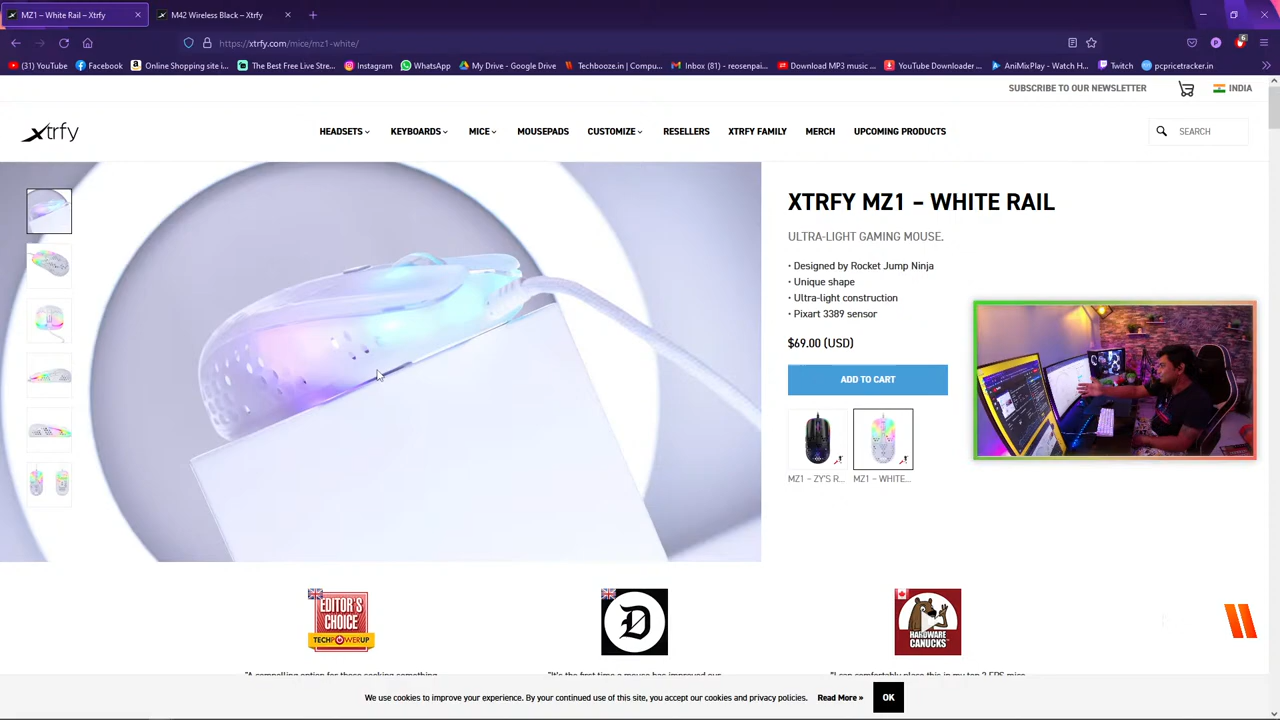 MZ1 – White Rail – Xtrfy
M42 Wireless Black – Xtrfy
https://xtrfy.com/mice/mz1-white/
6
(31) YouTube
Facebook
Online Shopping site i...
The Best Free Live Stre...
Instagram
WhatsApp
My Drive - Google Drive
Techbooze.in | Compu...
Inbox (81) - reosenpai...
Download MP3 music ...
YouTube Downloader ...
AniMixPlay - Watch H...
Twitch
pcpricetracker.in
SUBSCRIBE TO OUR NEWSLETTER
INDIA
xtrfy
HEADSETS
KEYBOARDS
MICE
MOUSEPADS
CUSTOMIZE
RESELLERS
XTRFY FAMILY
MERCH
UPCOMING PRODUCTS
SEARCH
XTRFY MZ1 – WHITE RAIL
ULTRA-LIGHT GAMING MOUSE.
• Designed by Rocket Jump Ninja
• Unique shape
• Ultra-light construction
• Pixart 3389 sensor
$69.00 (USD)
ADD TO CART
MZ1 – ZY'S R...
MZ1 – WHITE...
EDITOR'S CHOICE
TECHPOWERUP
D
HARDWARE CANUCKS
"A compelling option for those seeking something
"It's the first time a mouse has improved our
"I can comfortably place this in my top 3 FPS mice
We use cookies to improve your experience. By your continued use of this site, you accept our cookies and privacy policies.
Read More »
OK